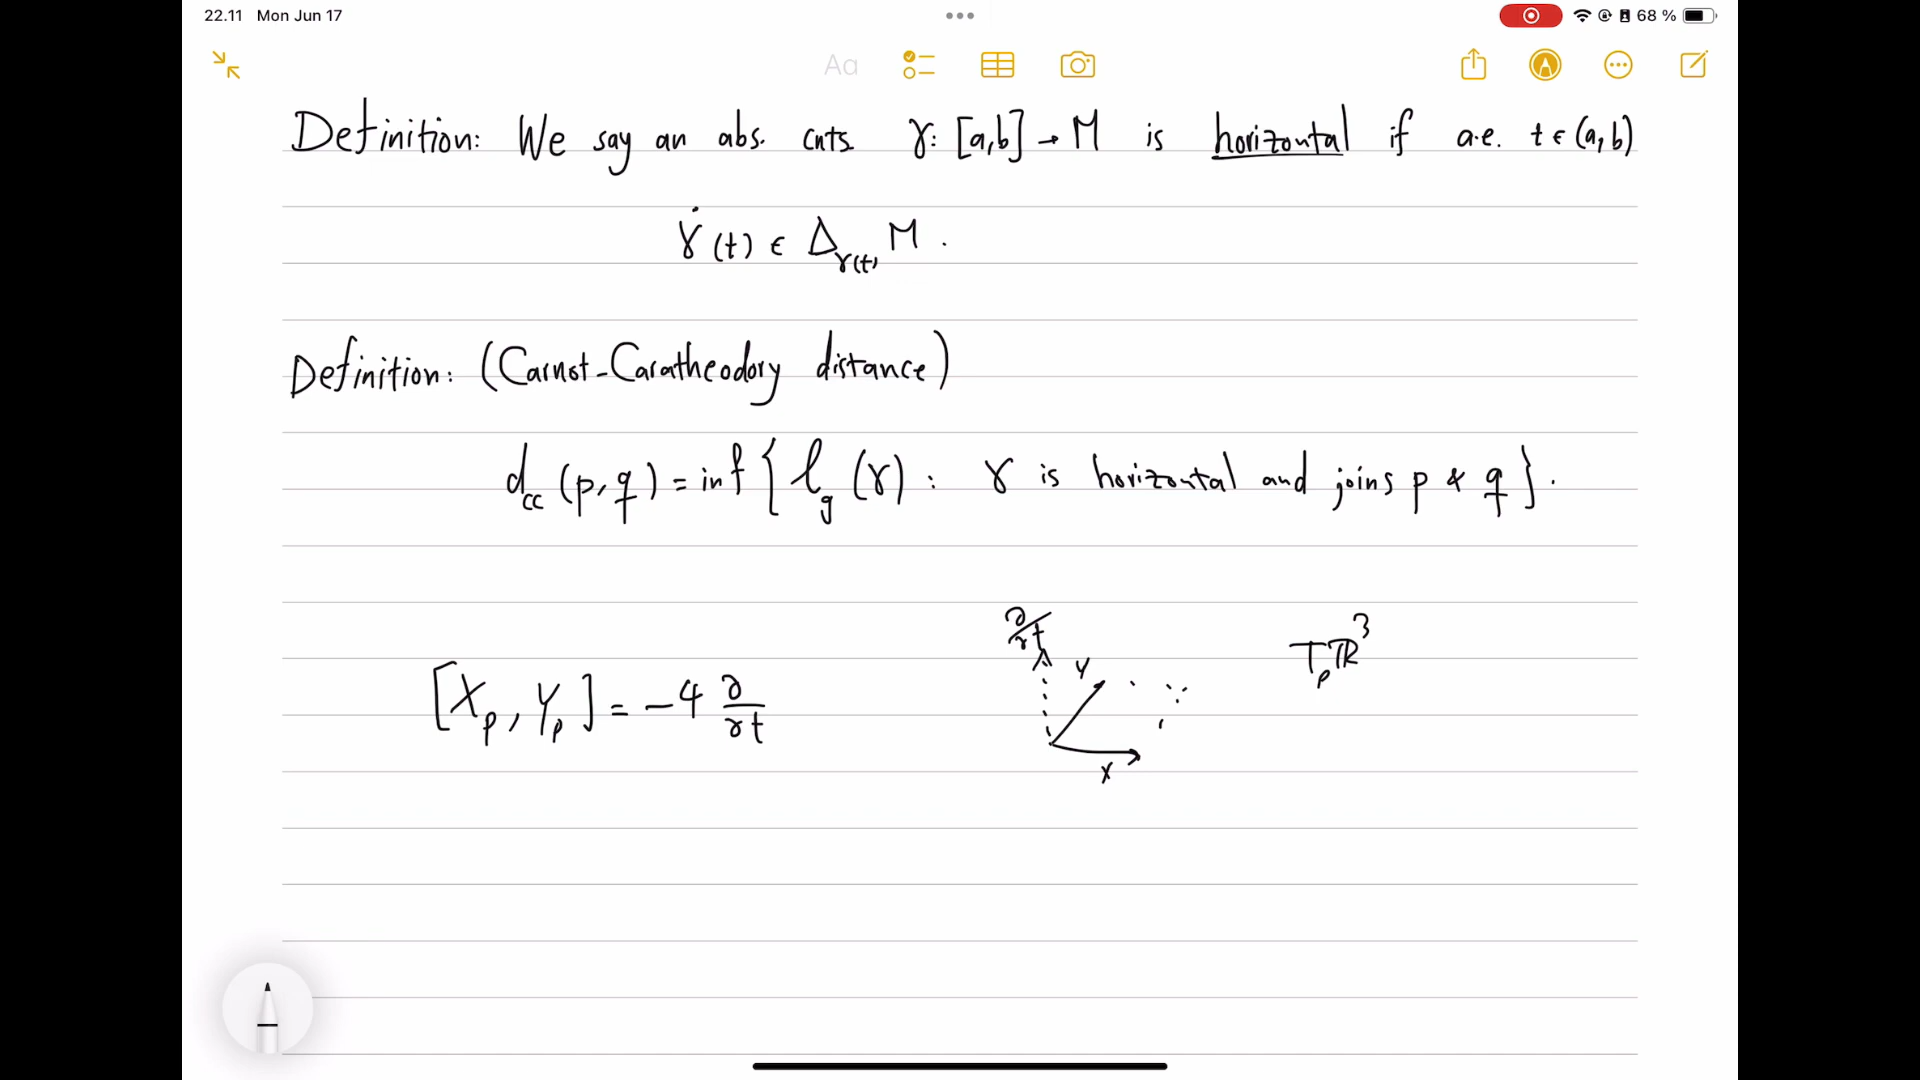 22.11 Mon Jun 17
68 %
Aa
Definition: We say an abs. cnts. γ: [a,b] → M is horizontal if a.e. t ∈ (a,b)
γ̇(t) ∈ Δ_γ(t) M .
Definition: (Carnot-Caratheodory distance)
d_cc (p,q) = inf { l_g (γ) : γ is horizontal and joins p & q } .
∂/∂t
T_p ℝ³
Y
[X_p, Y_p] = -4 ∂/∂t
X